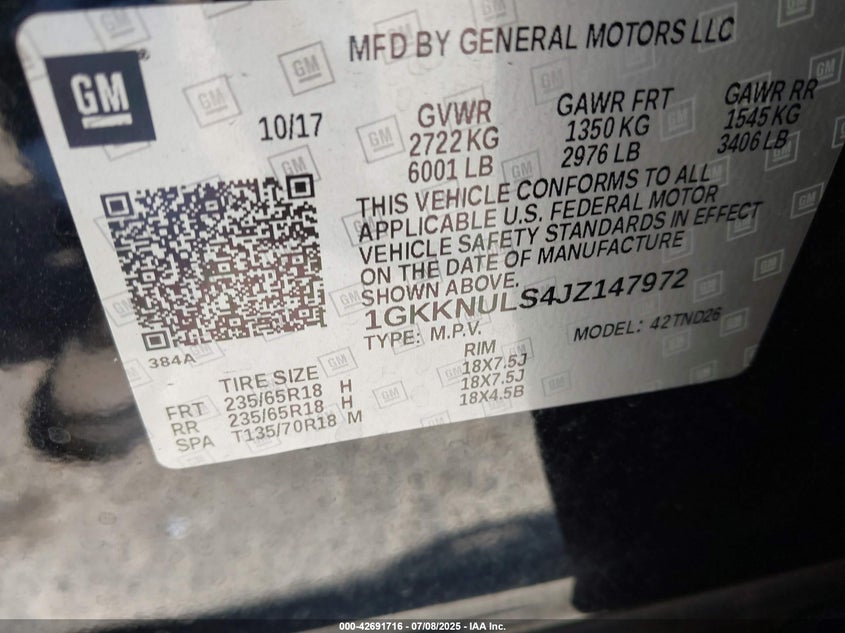 GM
MFD BY GENERAL MOTORS LLC
10/17
GVWR
2722 KG
6001 LB
GAWR FRT
1350 KG
2976 LB
GAWR RR
1545 KG
3406 LB
THIS VEHICLE CONFORMS TO ALL
APPLICABLE U.S. FEDERAL MOTOR
VEHICLE SAFETY STANDARDS IN EFFECT
ON THE DATE OF MANUFACTURE
SHOWN ABOVE.
1GKKNULS4JZ147972
TYPE: M.P.V.
MODEL: 42TND26
384A
TIRE SIZE RIM
FRT 235/65R18 H 18X7.5J
RR 235/65R18 H 18X7.5J
SPA T135/70R18 M 18X4.5B
000-42691716 - 07/08/2025 - IAA Inc.